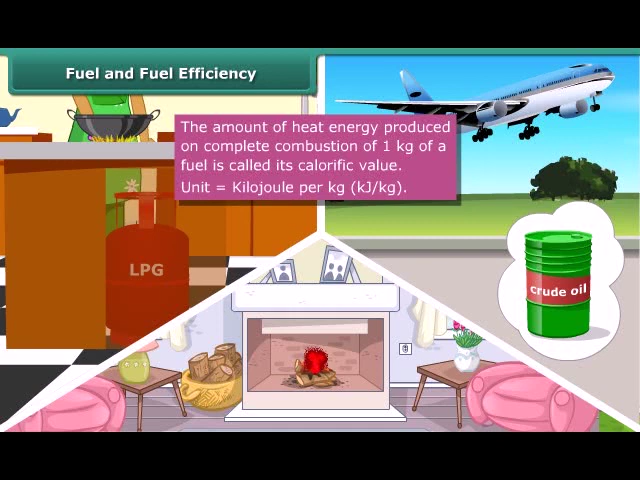 Fuel and Fuel Efficiency
The amount of heat energy produced
on complete combustion of 1 kg of a
fuel is called its calorific value.
Unit = Kilojoule per kg (kJ/kg).
LPG
crude oil